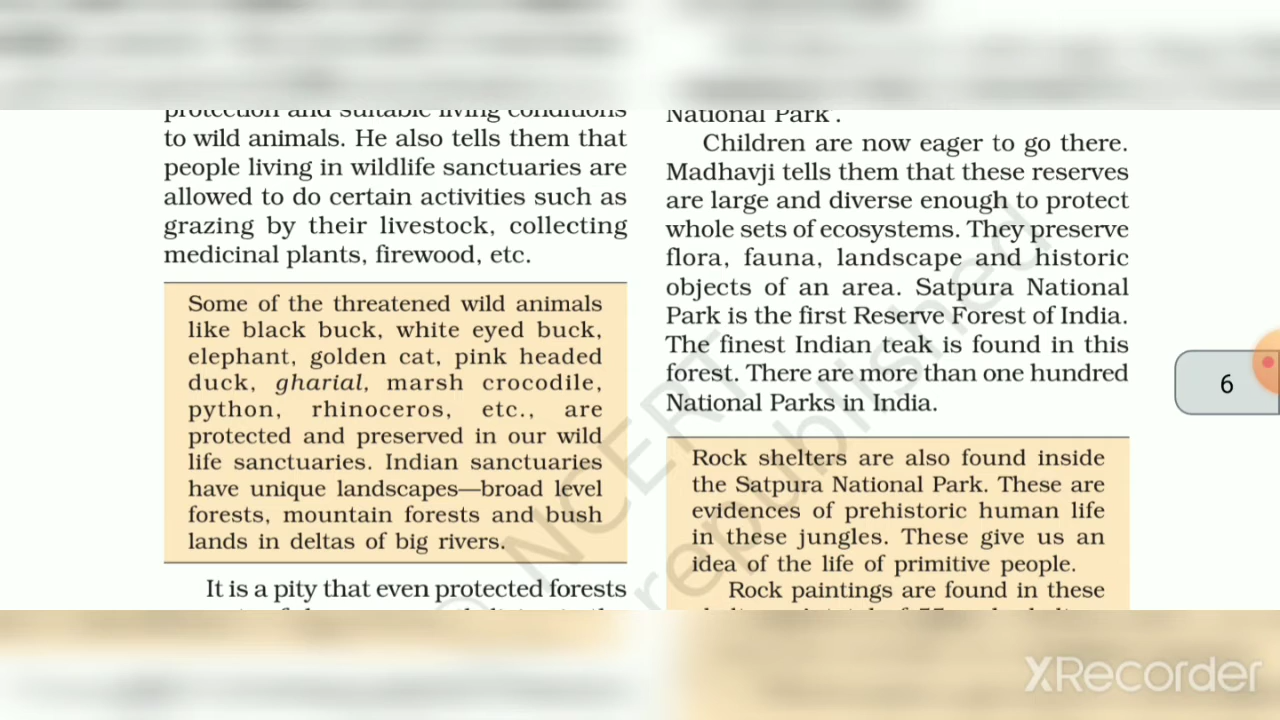 protection and suitable living conditions
to wild animals. He also tells them that
people living in wildlife sanctuaries are
allowed to do certain activities such as
grazing by their livestock, collecting
medicinal plants, firewood, etc.
Some of the threatened wild animals
like black buck, white eyed buck,
elephant, golden cat, pink headed
duck, gharial, marsh crocodile,
python, rhinoceros, etc., are
protected and preserved in our wild
life sanctuaries. Indian sanctuaries
have unique landscapes—broad level
forests, mountain forests and bush
lands in deltas of big rivers.
It is a pity that even protected forests
National Park'.
Children are now eager to go there.
Madhavji tells them that these reserves
are large and diverse enough to protect
whole sets of ecosystems. They preserve
flora, fauna, landscape and historic
objects of an area. Satpura National
Park is the first Reserve Forest of India.
The finest Indian teak is found in this
forest. There are more than one hundred
National Parks in India.
Rock shelters are also found inside
the Satpura National Park. These are
evidences of prehistoric human life
in these jungles. These give us an
idea of the life of primitive people.
Rock paintings are found in these
6
© NCERT
republished
XRecorder